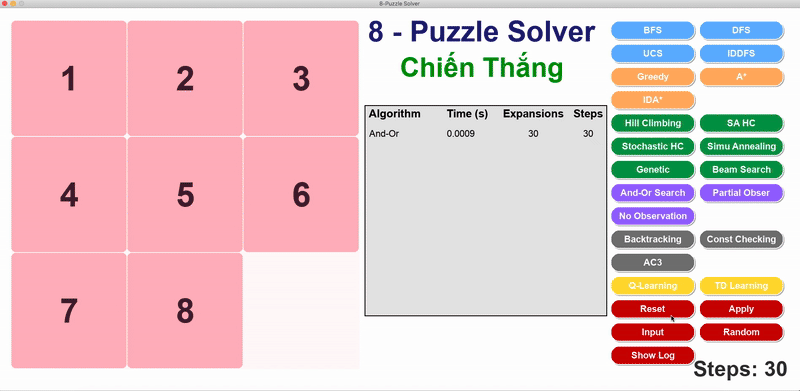 8-Puzzle Solver
1 2 3
4 5 6
7 8
8 - Puzzle Solver
Chiến Thắng
Algorithm Time (s) Expansions Steps
And-Or 0.0009 30 30
BFS DFS
UCS IDDFS
Greedy A*
IDA*
Hill Climbing SA HC
Stochastic HC Simu Annealing
Genetic Beam Search
And-Or Search Partial Obser
No Observation
Backtracking Const Checking
AC3
Q-Learning TD Learning
Reset Apply
Input Random
Show Log
Steps: 30